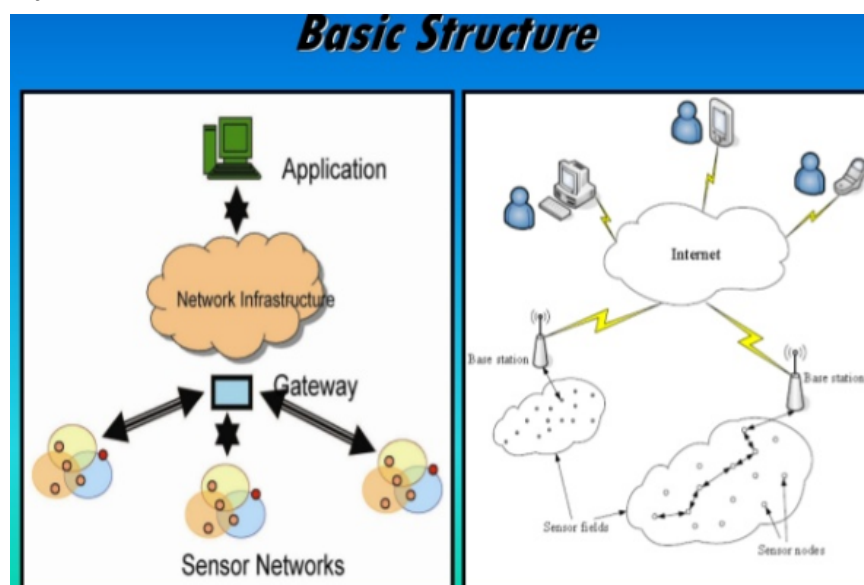 Basic Structure
Application
Network Infrastructure
Gateway
Sensor Networks
Internet
Base station
Base station
Sensor fields
Sensor nodes